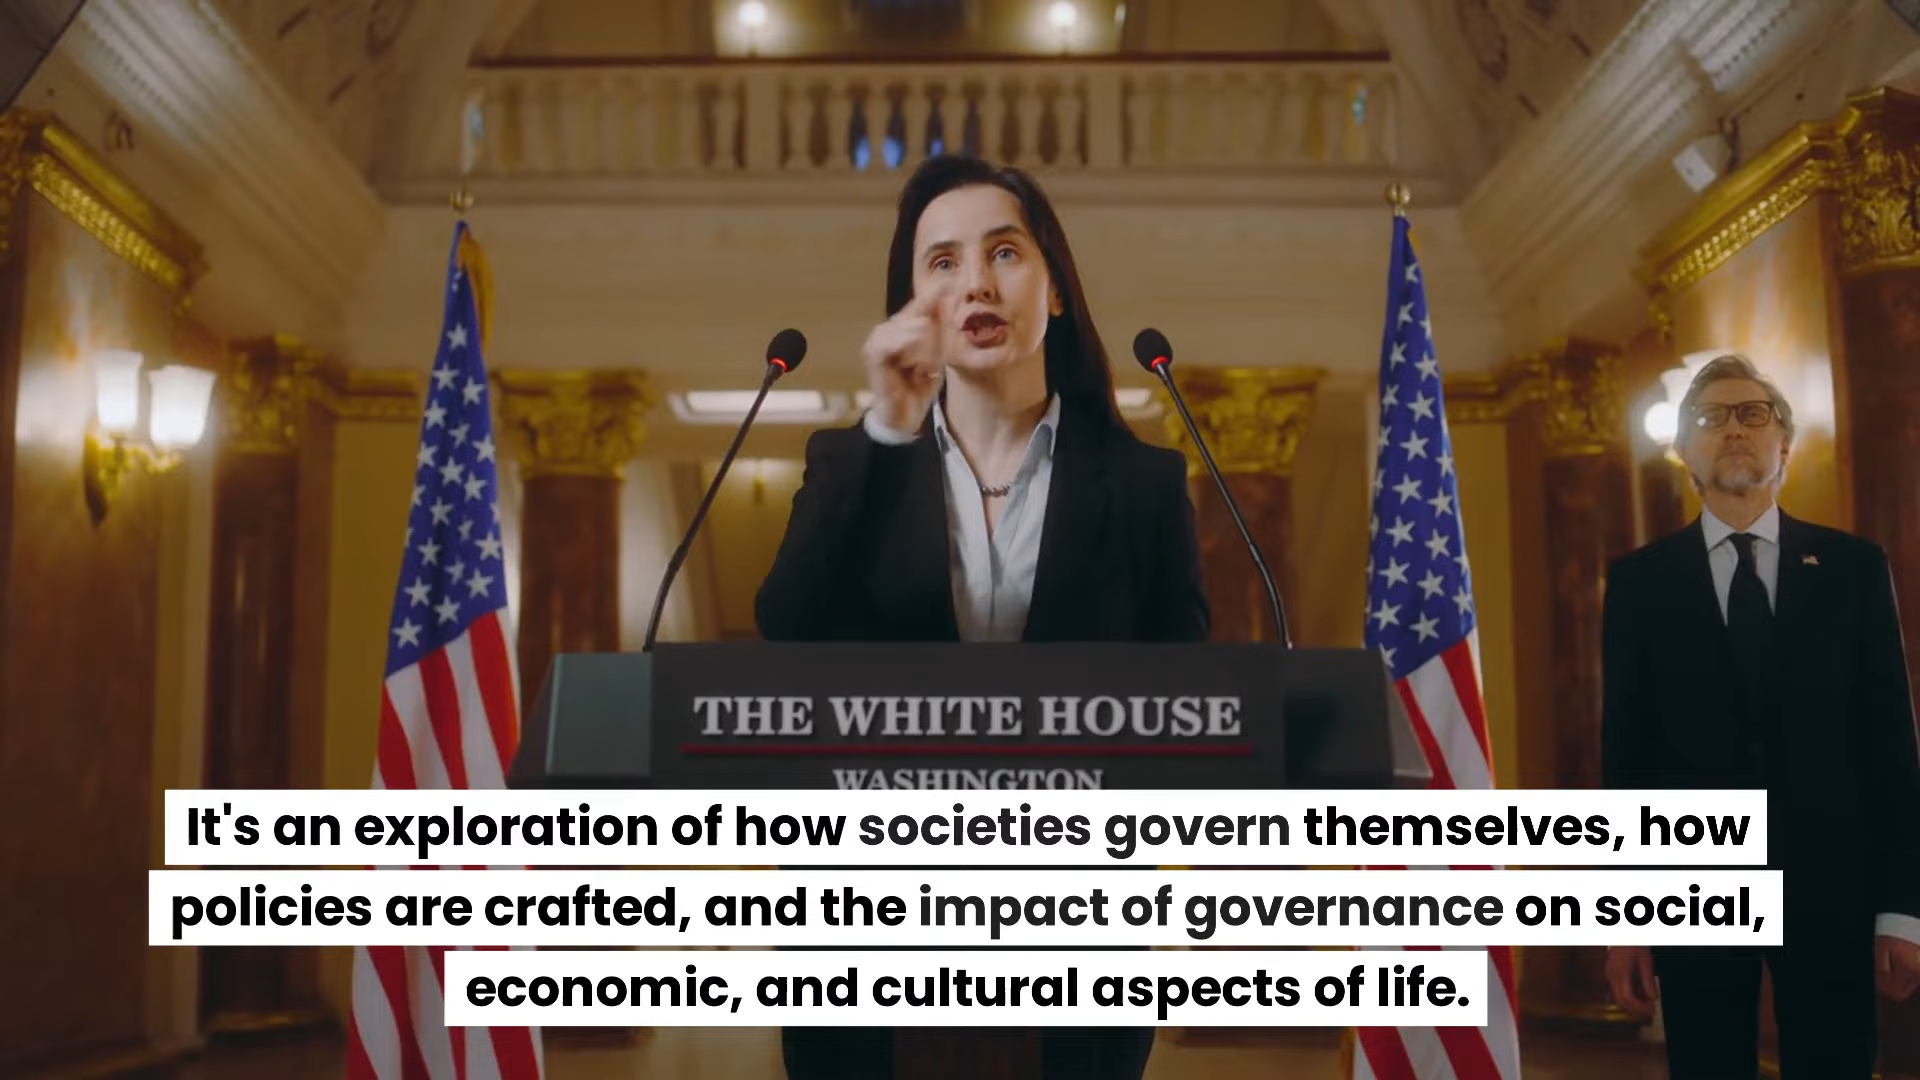 THE WHITE HOUSE
WASHINGTON
It's an exploration of how societies govern themselves, how
policies are crafted, and the impact of governance on social,
economic, and cultural aspects of life.